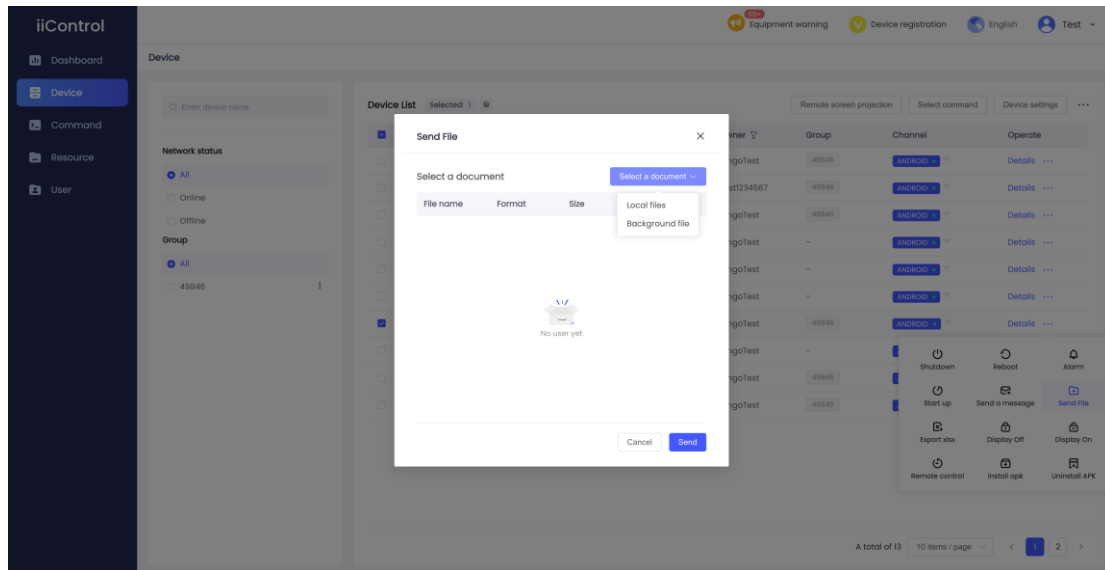 iiControl
99+
Equipment warning
Device registration
English
Test
Dashboard
Device
Command
Resource
User
Device
Enter device name
Network status
All
Online
Offline
Group
All
49846
Device List
Selected: 1
Remote screen projection
Select command
Device settings
wner
Group
Channel
Operate
ngoTest
49846
ANDROID
Details
st1234567
49846
ANDROID
Details
ngoTest
49846
ANDROID
Details
ngoTest
-
ANDROID
Details
ngoTest
-
ANDROID
Details
ngoTest
-
ANDROID
Details
ngoTest
49846
ANDROID
Details
ngoTest
-
ngoTest
49846
ngoTest
49846
Send File
Select a document
Select a document
Local files
Background file
File name
Format
Size
No user yet
Cancel
Send
Shutdown
Reboot
Alarm
Start up
Send a message
Send File
Export xlsx
Display Off
Display On
Remote control
Install apk
Uninstall APK
A total of 13
10 items / page
1
2